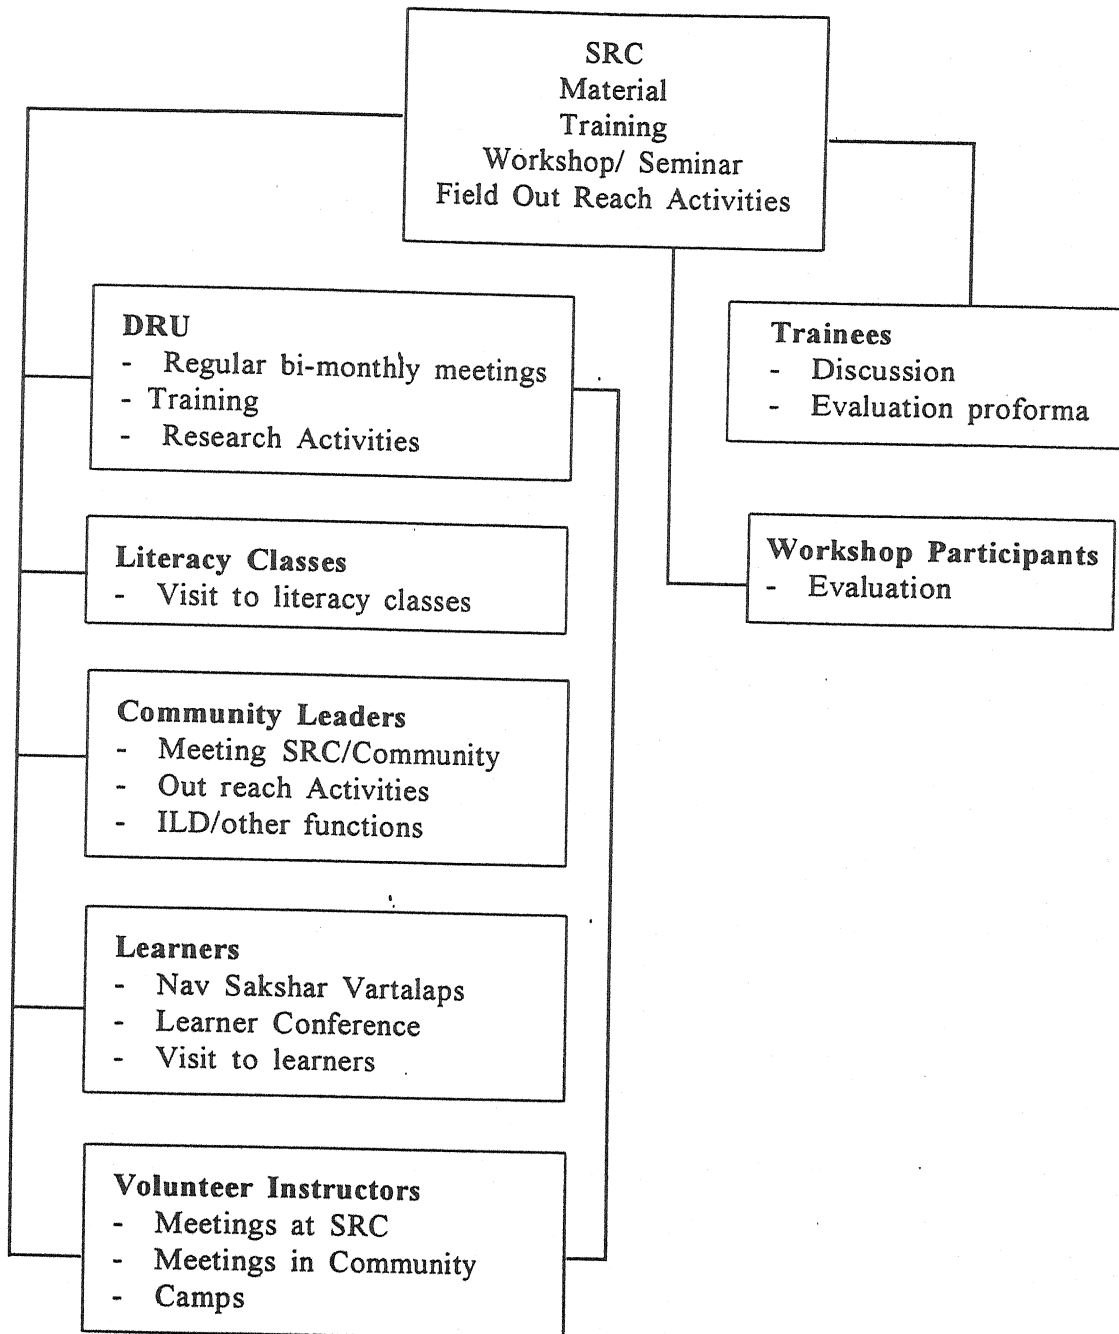 SRC
Material
Training
Workshop/ Seminar
Field Out Reach Activities
DRU
- Regular bi-monthly meetings
- Training
- Research Activities
Trainees
- Discussion
- Evaluation proforma
Literacy Classes
- Visit to literacy classes
Workshop Participants
- Evaluation
Community Leaders
- Meeting SRC/Community
- Out reach Activities
- ILD/other functions
Learners
- Nav Sakshar Vartalaps
- Learner Conference
- Visit to learners
Volunteer Instructors
- Meetings at SRC
- Meetings in Community
- Camps